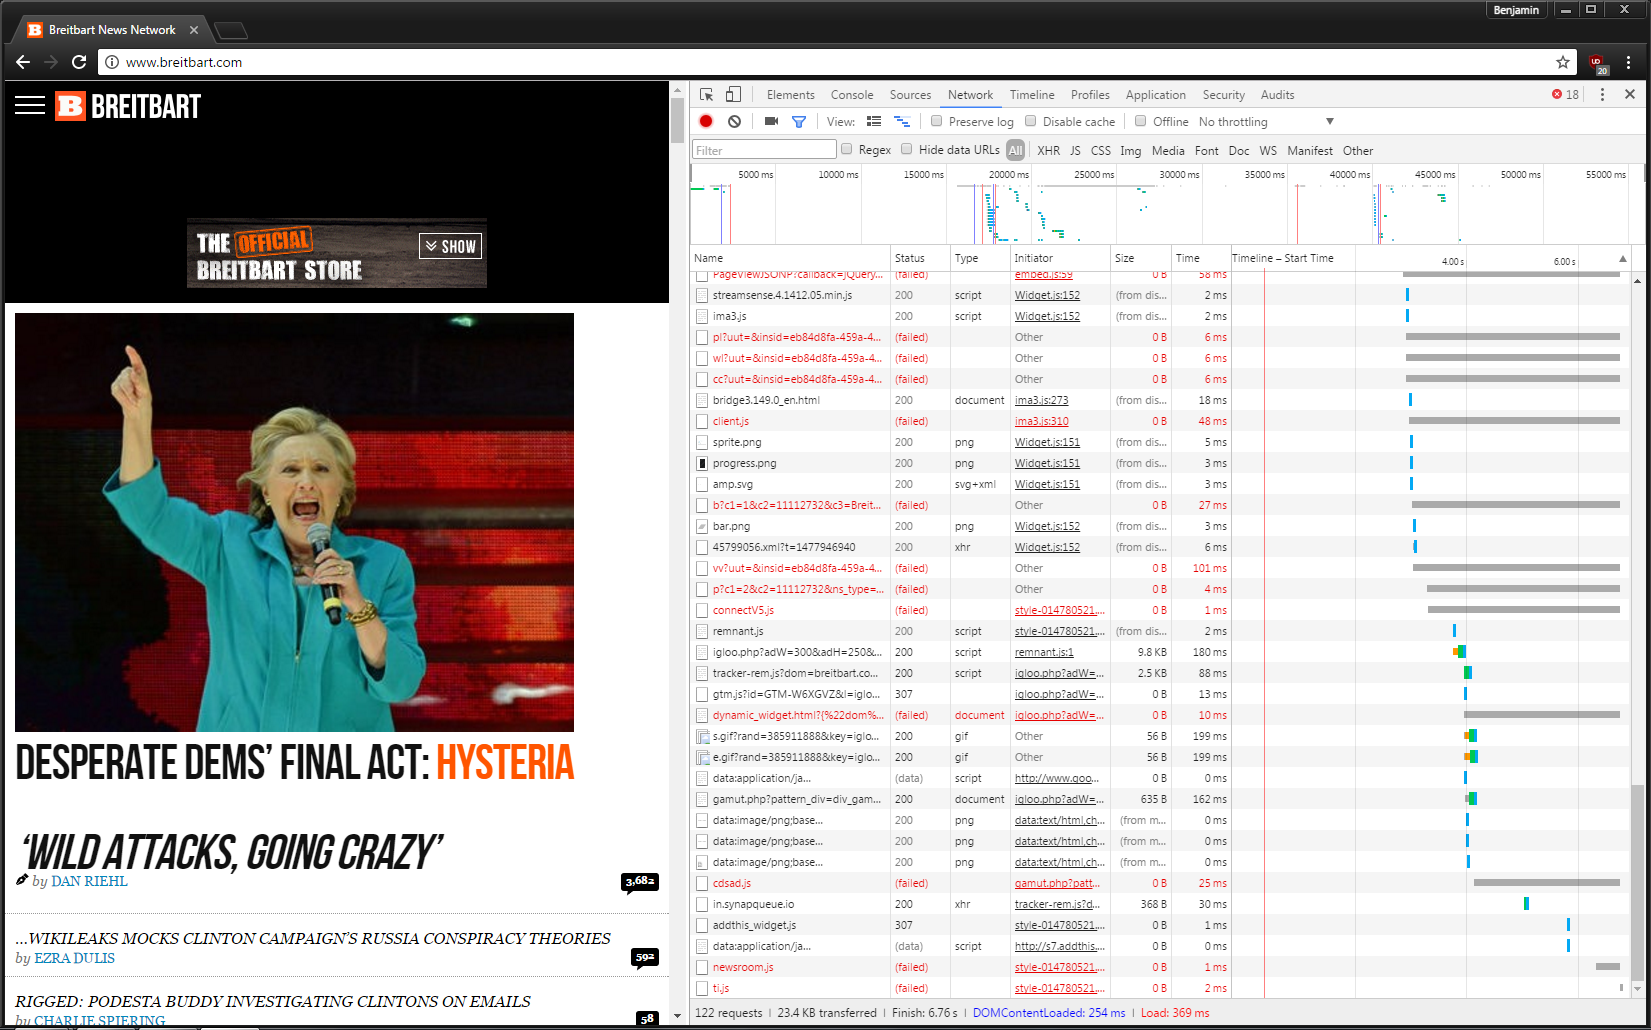 Benjamin
Breitbart News Network
www.breitbart.com
20
BREITBART
THE OFFICIAL
BREITBART STORE
SHOW
DESPERATE DEMS’ FINAL ACT: HYSTERIA
‘WILD ATTACKS, GOING CRAZY’
by DAN RIEHL
3,682
...WIKILEAKS MOCKS CLINTON CAMPAIGN’S RUSSIA CONSPIRACY THEORIES
by EZRA DULIS
592
RIGGED: PODESTA BUDDY INVESTIGATING CLINTONS ON EMAILS
by CHARLIE SPIERING
58
Elements Console Sources Network Timeline Profiles Application Security Audits 18
View: Preserve log Disable cache Offline No throttling
Filter Regex Hide data URLs All XHR JS CSS Img Media Font Doc WS Manifest Other
5000 ms 10000 ms 15000 ms 20000 ms 25000 ms 30000 ms 35000 ms 40000 ms 45000 ms 50000 ms 55000 ms
Name Status Type Initiator Size Time Timeline – Start Time 4.00 s 6.00 s
PageViewJSONP?callback=jQuery... (failed) embed.js:59 0 B 58 ms
streamsense.4.1412.05.min.js 200 script Widget.js:152 (from dis... 2 ms
ima3.js 200 script Widget.js:152 (from dis... 2 ms
pl?uut=&insid=eb84d8fa-459a-4... (failed) Other 0 B 6 ms
wl?uut=&insid=eb84d8fa-459a-4... (failed) Other 0 B 6 ms
cc?uut=&insid=eb84d8fa-459a-4... (failed) Other 0 B 6 ms
bridge3.149.0_en.html 200 document ima3.js:273 (from dis... 18 ms
client.js (failed) ima3.js:310 0 B 48 ms
sprite.png 200 png Widget.js:151 (from dis... 5 ms
progress.png 200 png Widget.js:151 (from dis... 3 ms
amp.svg 200 svg+xml Widget.js:151 (from dis... 3 ms
b?c1=1&c2=11112732&c3=Breit... (failed) Other 0 B 27 ms
bar.png 200 png Widget.js:152 (from dis... 3 ms
45799056.xml?t=1477946940 200 xhr Widget.js:152 (from dis... 6 ms
vv?uut=&insid=eb84d8fa-459a-4... (failed) Other 0 B 101 ms
p?c1=2&c2=11112732&ns_type=... (failed) Other 0 B 4 ms
connectV5.js (failed) style-014780521.... 0 B 1 ms
remnant.js 200 script style-014780521.... (from dis... 2 ms
igloo.php?adW=300&adH=250&... 200 script remnant.js:1 9.8 KB 180 ms
tracker-rem.js?dom=breitbart.co... 200 script igloo.php?adW=... 2.5 KB 88 ms
gtm.js?id=GTM-W6XGVZ&l=iglo... 307 igloo.php?adW=... 0 B 13 ms
dynamic_widget.html?{%22dom%... (failed) document igloo.php?adW=... 0 B 10 ms
s.gif?rand=385911888&key=iglo... 200 gif Other 56 B 199 ms
e.gif?rand=385911888&key=iglo... 200 gif Other 56 B 199 ms
data:application/ja... (data) script http://www.goo... 0 B 0 ms
gamut.php?pattern_div=div_gam... 200 document igloo.php?adW=... 635 B 162 ms
data:image/png;base... 200 png data:text/html,ch... (from m... 0 ms
data:image/png;base... 200 png data:text/html,ch... (from m... 0 ms
data:image/png;base... 200 png data:text/html,ch... (from m... 0 ms
cdsad.js (failed) gamut.php?patt... 0 B 25 ms
in.synapqueue.io 200 xhr tracker-rem.js?d... 368 B 30 ms
addthis_widget.js 307 style-014780521.... 0 B 1 ms
data:application/ja... (data) script http://s7.addthis.... 0 B 0 ms
newsroom.js (failed) style-014780521.... 0 B 1 ms
ti.js (failed) style-014780521.... 0 B 2 ms
122 requests | 23.4 KB transferred | Finish: 6.76 s | DOMContentLoaded: 254 ms | Load: 369 ms